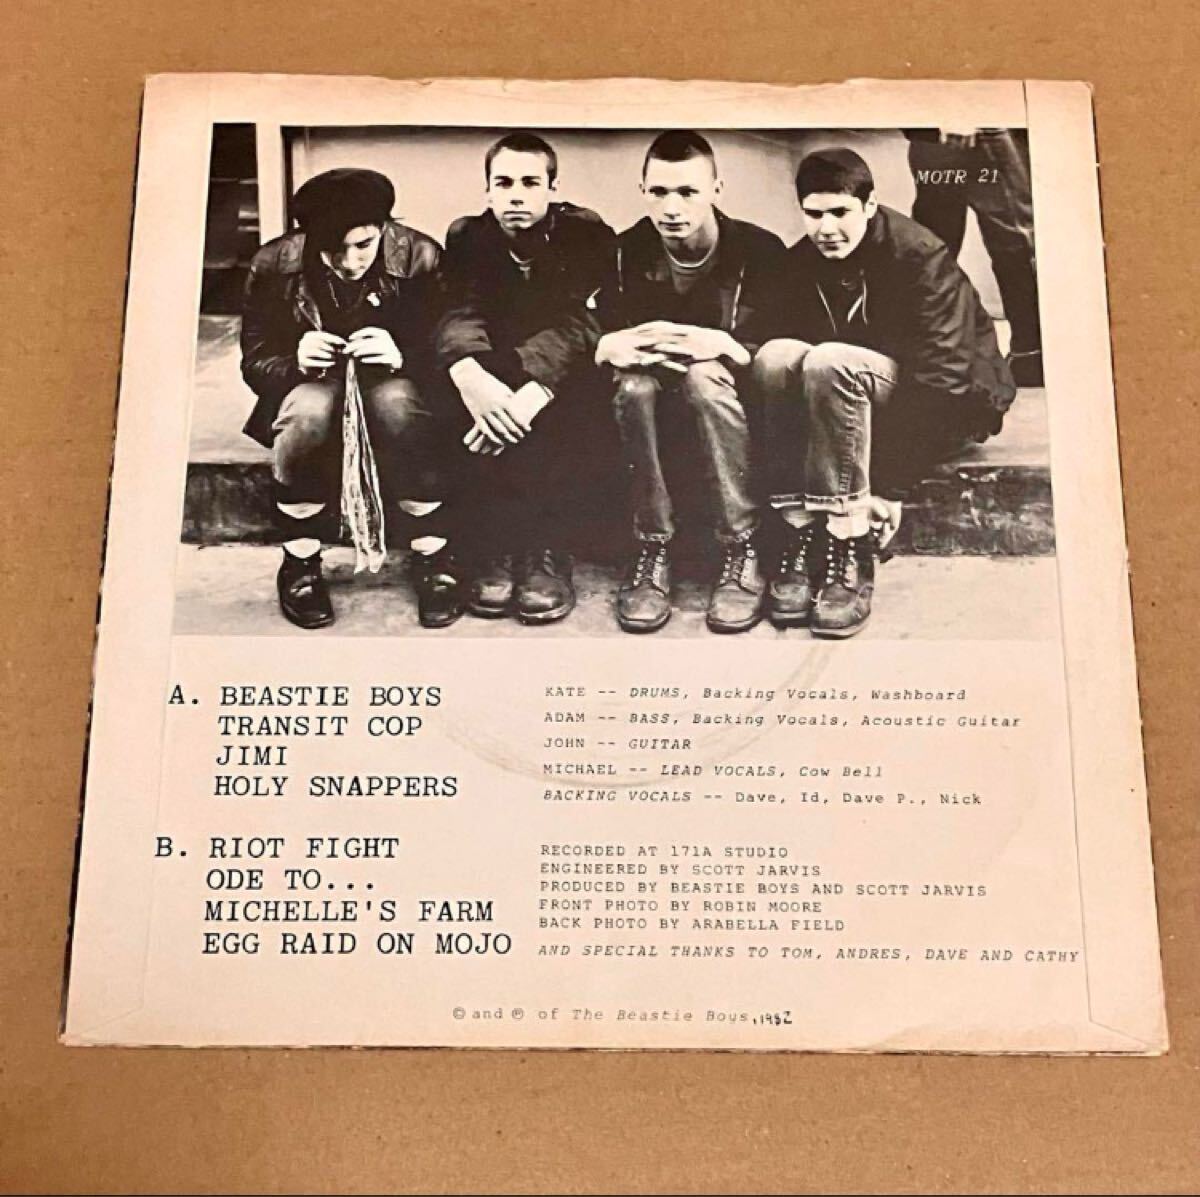 MOTR 21
A. BEASTIE BOYS
TRANSIT COP
JIMI
HOLY SNAPPERS
KATE -- DRUMS, Backing Vocals, Washboard
ADAM -- BASS, Backing Vocals, Acoustic Guitar
JOHN -- GUITAR
MICHAEL -- LEAD VOCALS, Cow Bell
BACKING VOCALS -- Dave, Id, Dave P., Nick
B. RIOT FIGHT
ODE TO...
MICHELLE'S FARM
EGG RAID ON MOJO
RECORDED AT 171A STUDIO
ENGINEERED BY SCOTT JARVIS
PRODUCED BY BEASTIE BOYS AND SCOTT JARVIS
FRONT PHOTO BY ROBIN MOORE
BACK PHOTO BY ARABELLA FIELD
AND SPECIAL THANKS TO TOM, ANDRES, DAVE AND CATHY
© and ℗ of The Beastie Boys, 1982